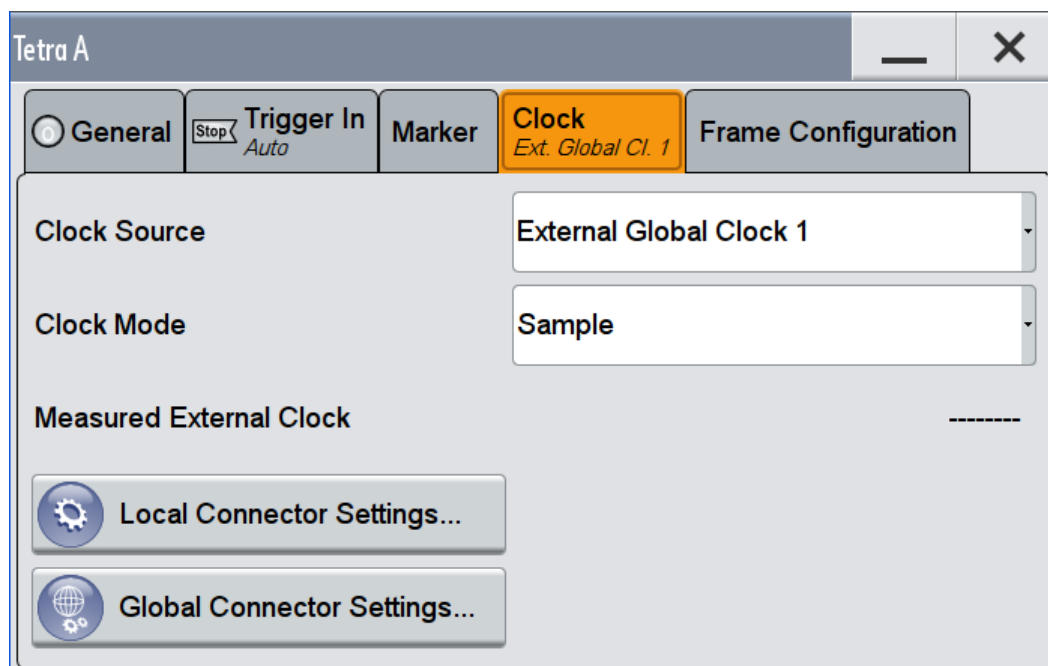 Tetra A
General
Stop
Trigger In
Auto
Marker
Clock
Ext. Global Cl. 1
Frame Configuration
Clock Source
External Global Clock 1
Clock Mode
Sample
Measured External Clock
--------
Local Connector Settings...
Global Connector Settings...